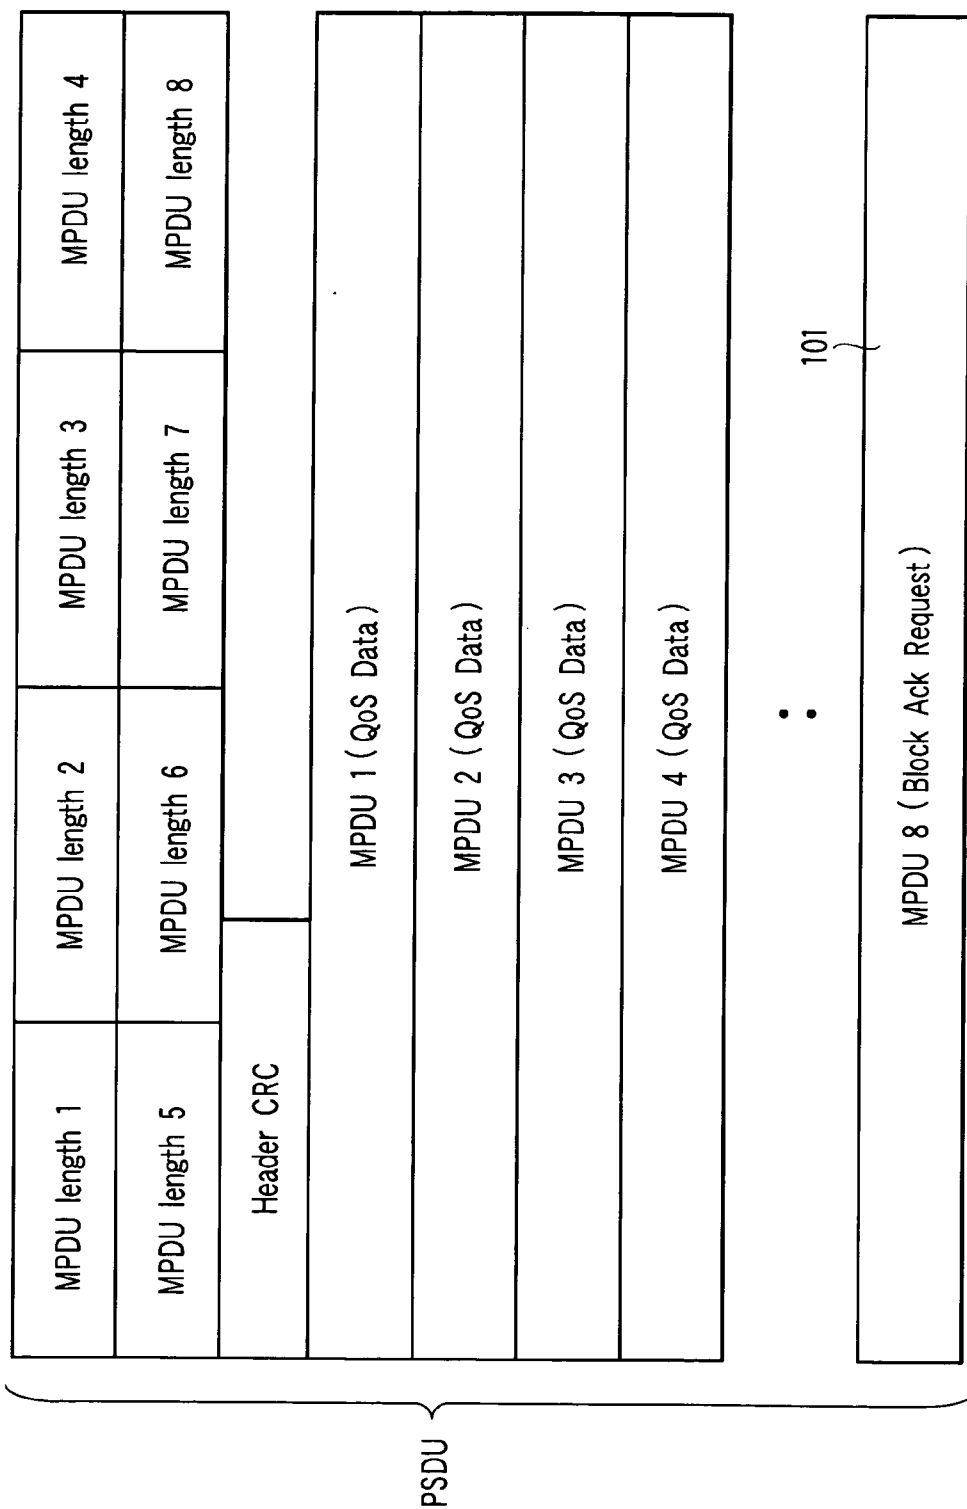 MPDU length 1
MPDU length 2
MPDU length 3
MPDU length 4
MPDU length 5
MPDU length 6
MPDU length 7
MPDU length 8
Header CRC
MPDU 1 (QoS Data)
MPDU 2 (QoS Data)
MPDU 3 (QoS Data)
MPDU 4 (QoS Data)
101
MPDU 8 (Block Ack Request)
PSDU